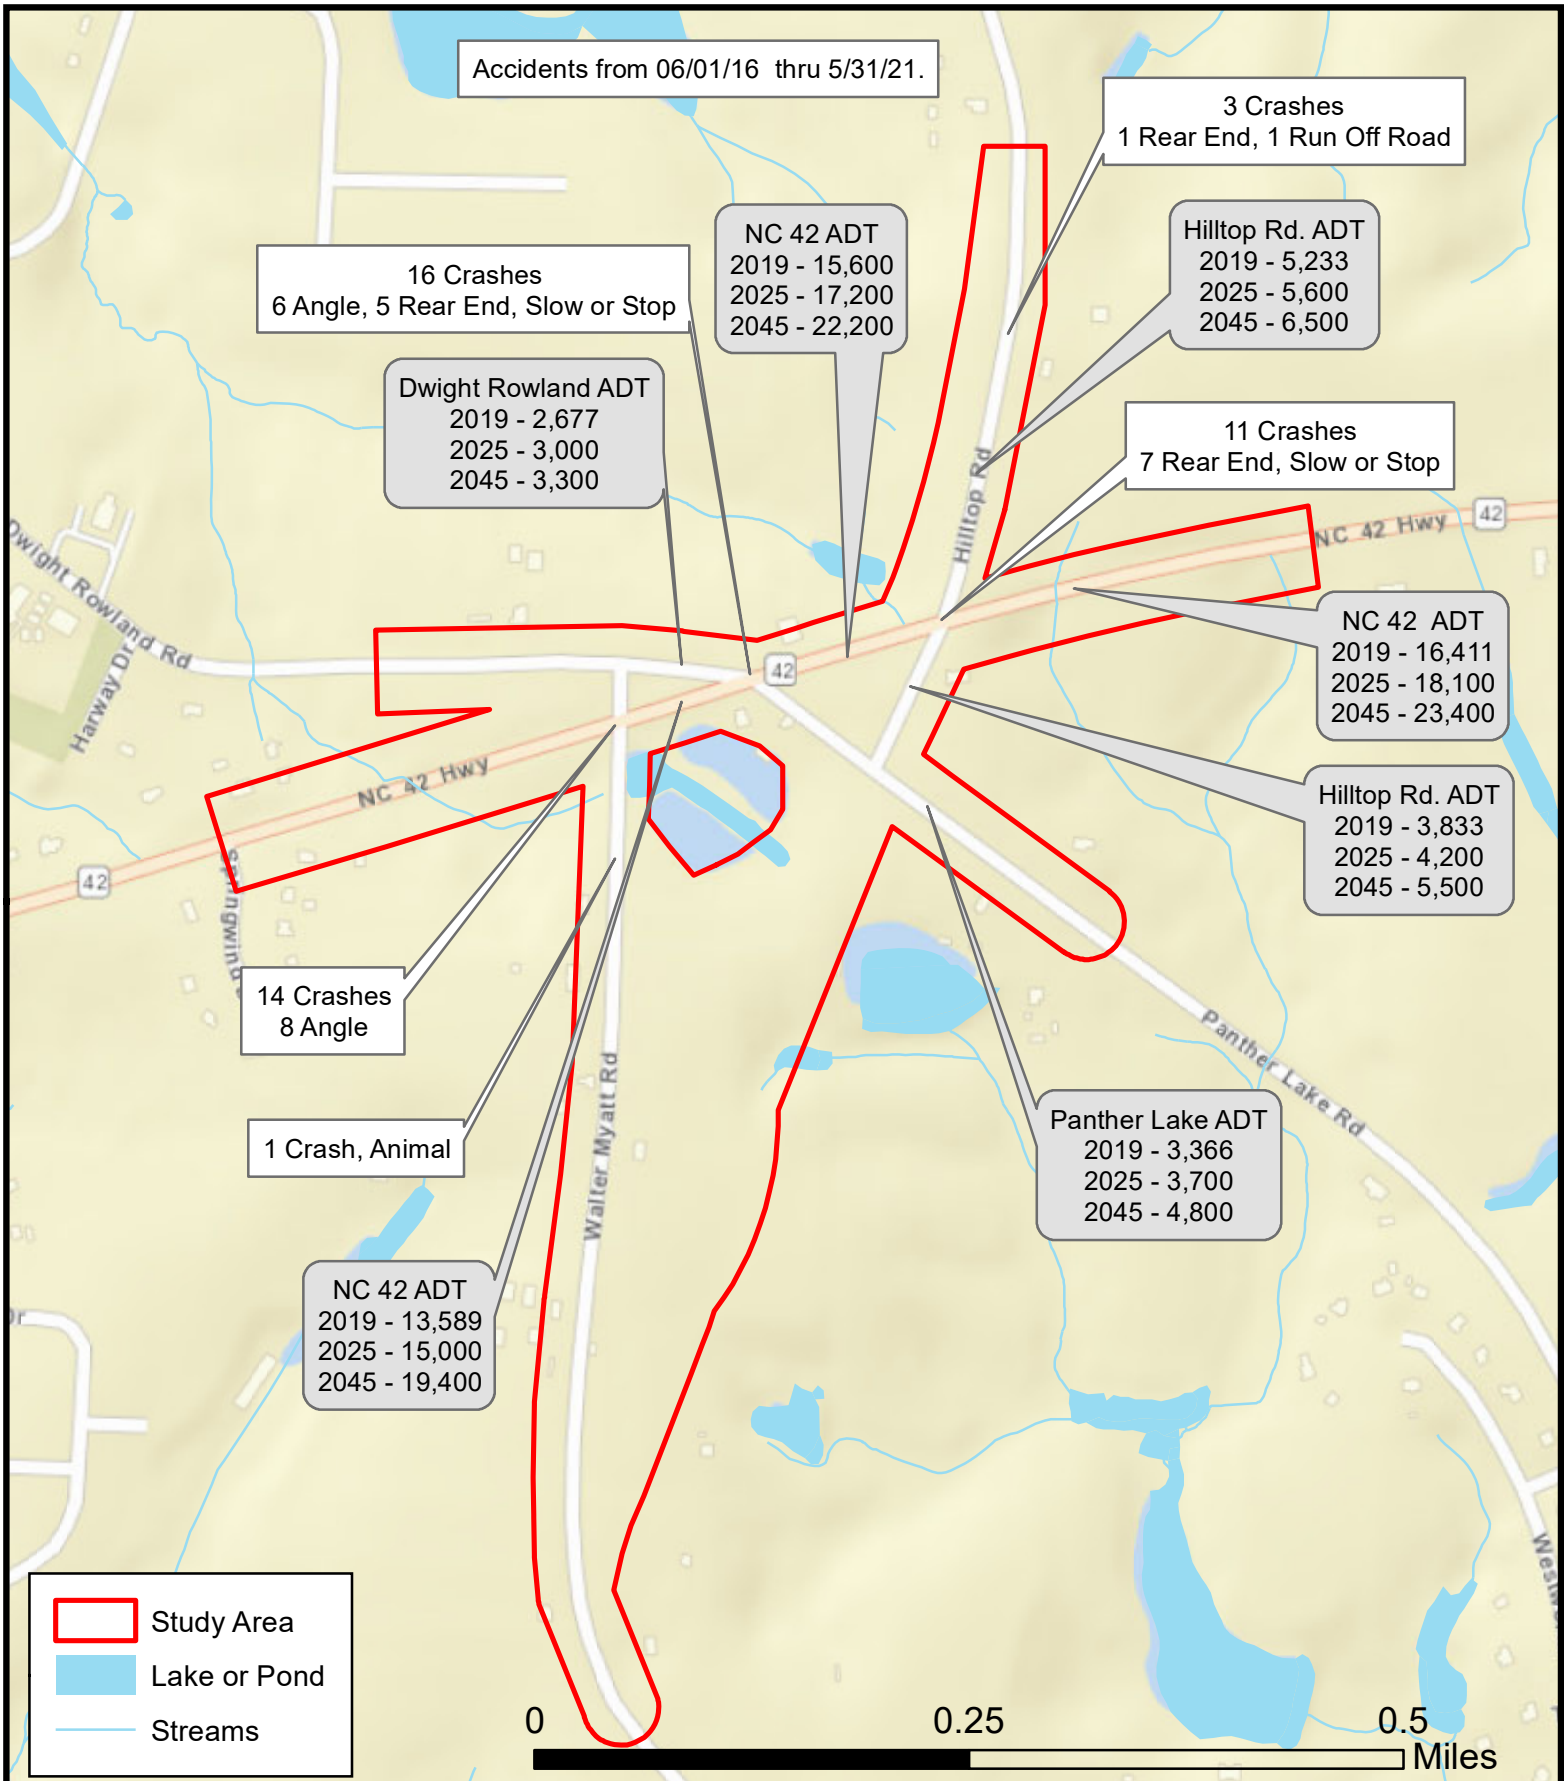 Accidents from 06/01/16 thru 5/31/21.
3 Crashes
1 Rear End, 1 Run Off Road
NC 42 ADT
2019 - 15,600
2025 - 17,200
2045 - 22,200
Hilltop Rd. ADT
2019 - 5,233
2025 - 5,600
2045 - 6,500
16 Crashes
6 Angle, 5 Rear End, Slow or Stop
Dwight Rowland ADT
2019 - 2,677
2025 - 3,000
2045 - 3,300
11 Crashes
7 Rear End, Slow or Stop
Hilltop Rd
NC 42 Hwy
42
Dwight Rowland Rd
Harway Dr
42
NC 42 ADT
2019 - 16,411
2025 - 18,100
2045 - 23,400
NC 42 Hwy
Hilltop Rd. ADT
2019 - 3,833
2025 - 4,200
2045 - 5,500
42
14 Crashes
8 Angle
Panther Lake Rd
1 Crash, Animal
Walter Myatt Rd
Panther Lake ADT
2019 - 3,366
2025 - 3,700
2045 - 4,800
NC 42 ADT
2019 - 13,589
2025 - 15,000
2045 - 19,400
Dr
Study Area
Lake or Pond
Streams
0 0.25 0.5
Miles